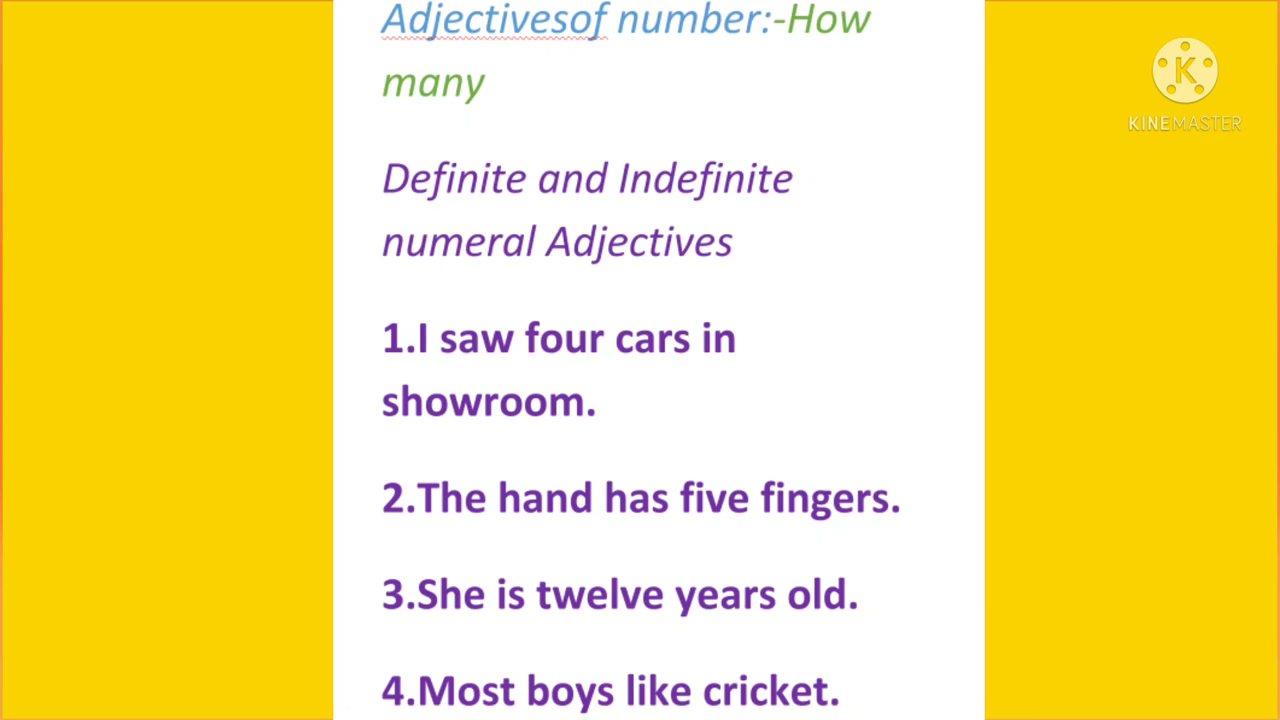 Adjectivesof number:-How
many
Definite and Indefinite
numeral Adjectives
1.I saw four cars in
showroom.
2.The hand has five fingers.
3.She is twelve years old.
4.Most boys like cricket.
K
KINEMASTER